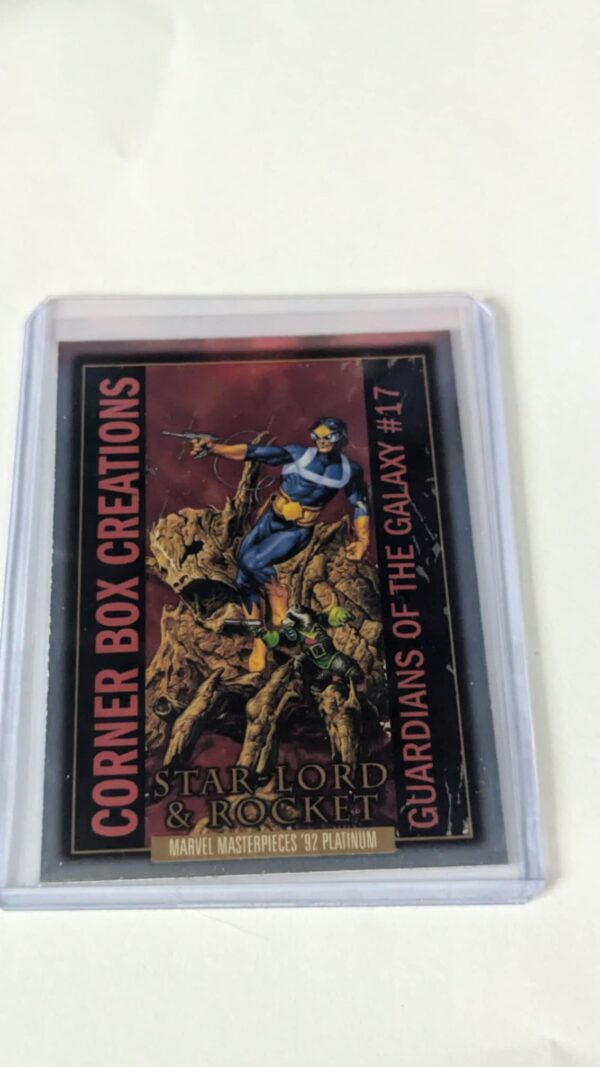 CORNER BOX CREATIONS
GUARDIANS OF THE GALAXY #17
STAR-LORD
& ROCKET
MARVEL MASTERPIECES '92 PLATINUM